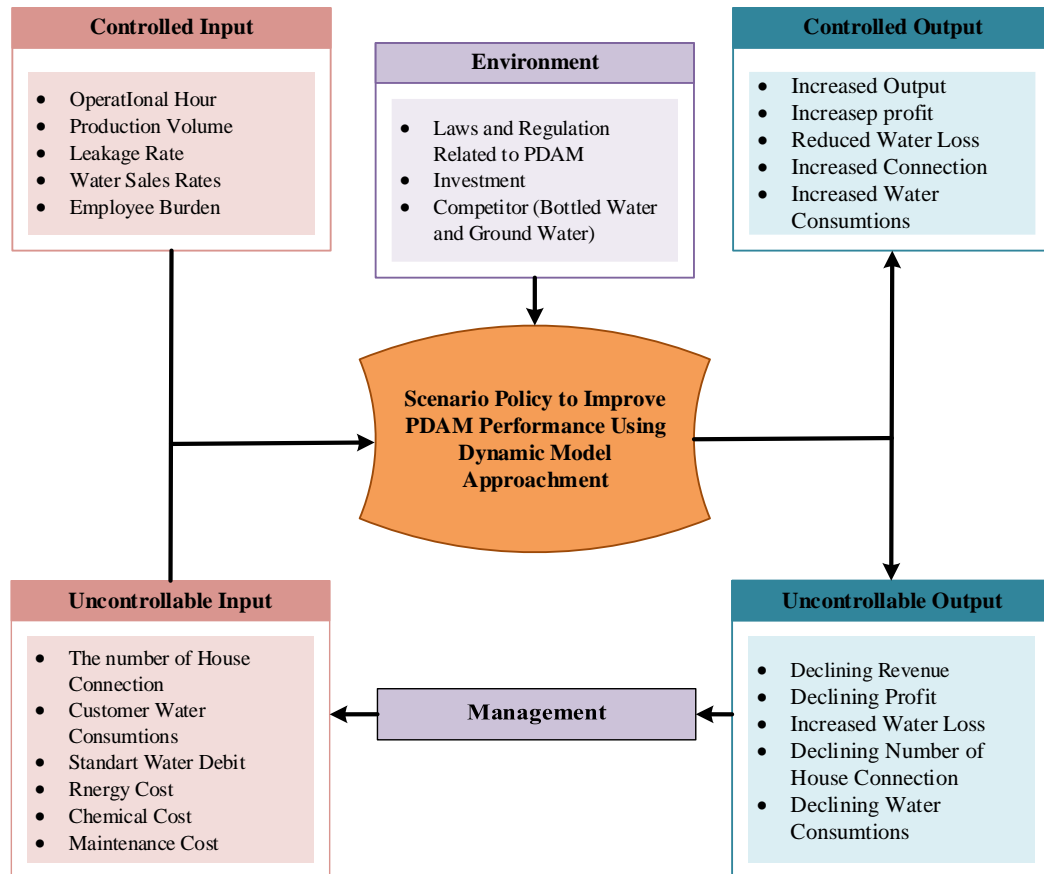 Controlled Input
• OperatIonal Hour
• Production Volume
• Leakage Rate
• Water Sales Rates
• Employee Burden
Environment
• Laws and Regulation
Related to PDAM
• Investment
• Competitor (Bottled Water
and Ground Water)
Controlled Output
• Increased Output
• Increasep profit
• Reduced Water Loss
• Increased Connection
• Increased Water
Consumtions
Scenario Policy to Improve
PDAM Performance Using
Dynamic Model
Approachment
Uncontrollable Input
• The number of House
Connection
• Customer Water
Consumtions
• Standart Water Debit
• Rnergy Cost
• Chemical Cost
• Maintenance Cost
Management
Uncontrollable Output
• Declining Revenue
• Declining Profit
• Increased Water Loss
• Declining Number of
House Connection
• Declining Water
Consumtions